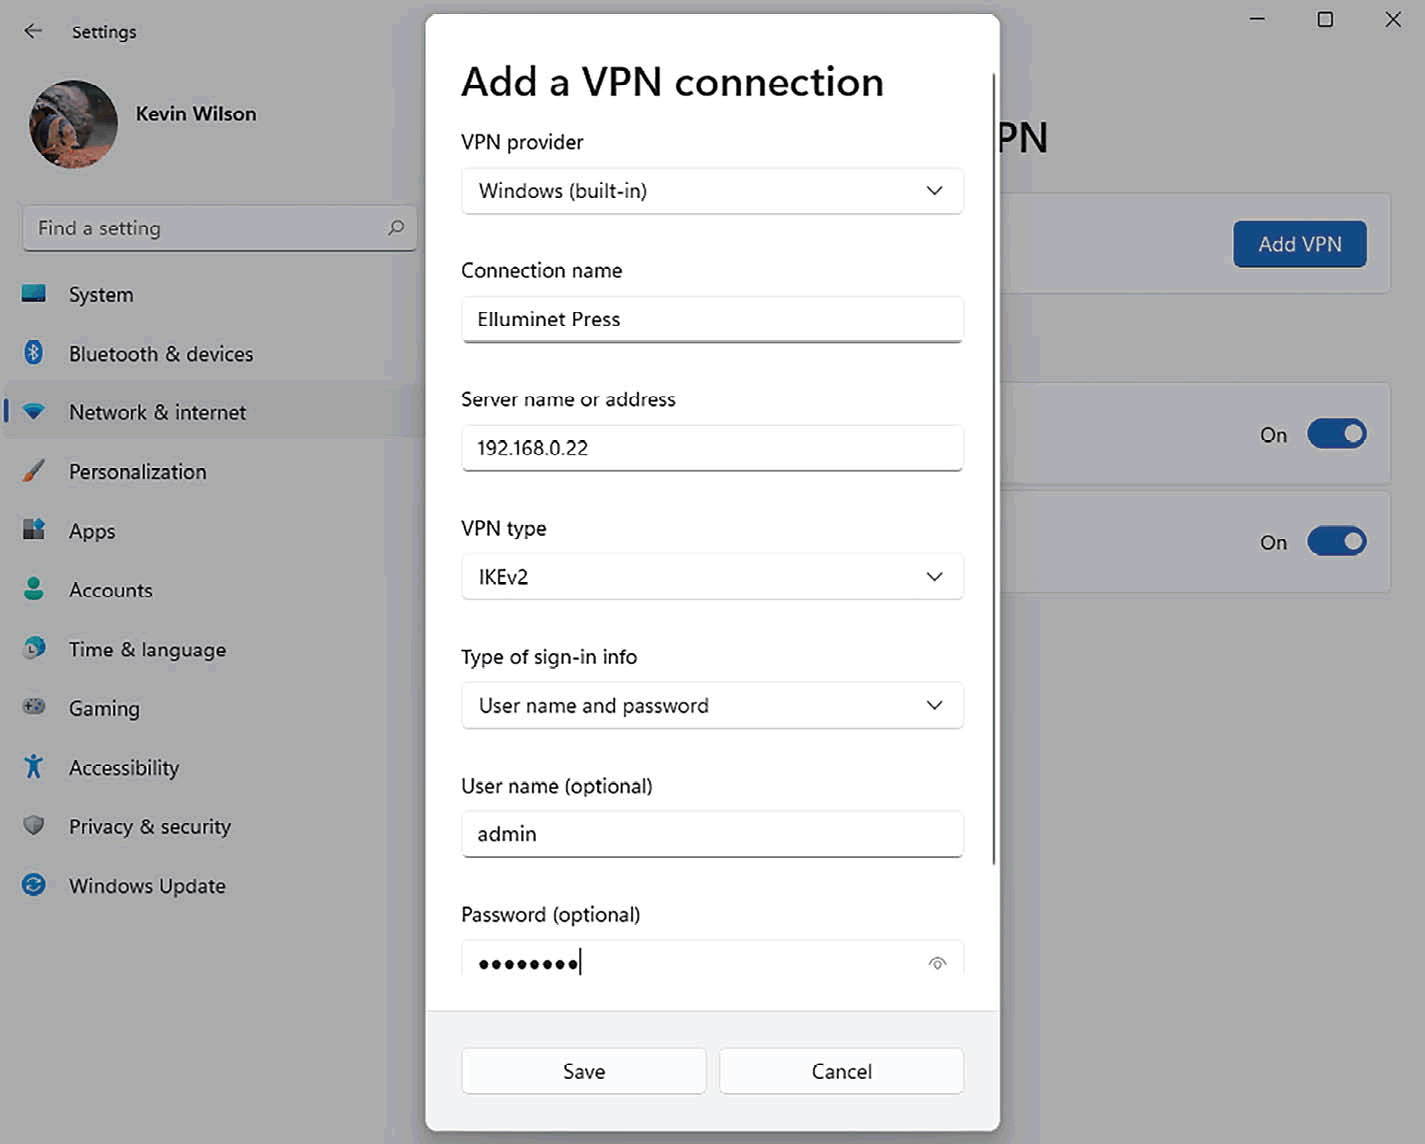 Settings
Kevin Wilson
Find a setting
System
Bluetooth & devices
Network & internet
Personalization
Apps
Accounts
Time & language
Gaming
Accessibility
Privacy & security
Windows Update
Add a VPN connection
VPN provider
Windows (built-in)
Connection name
Elluminet Press
Server name or address
192.168.0.22
VPN type
IKEv2
Type of sign-in info
User name and password
User name (optional)
admin
Password (optional)
••••••••
Save
Cancel
PN
Add VPN
On
On